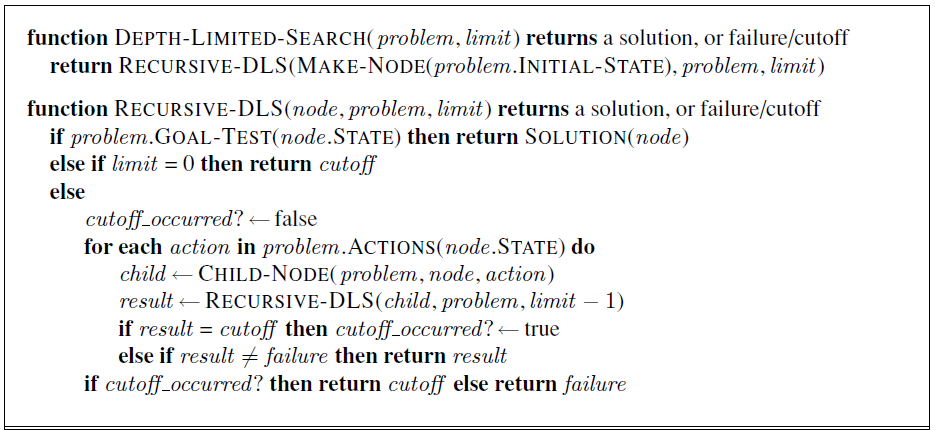 function DEPTH-LIMITED-SEARCH(problem, limit) returns a solution, or failure/cutoff
return RECURSIVE-DLS(MAKE-NODE(problem.INITIAL-STATE), problem, limit)
function RECURSIVE-DLS(node, problem, limit) returns a solution, or failure/cutoff
if problem.GOAL-TEST(node.STATE) then return SOLUTION(node)
else if limit = 0 then return cutoff
else
cutoff_occurred? ← false
for each action in problem.ACTIONS(node.STATE) do
child ← CHILD-NODE(problem, node, action)
result ← RECURSIVE-DLS(child, problem, limit − 1)
if result = cutoff then cutoff_occurred? ← true
else if result ≠ failure then return result
if cutoff_occurred? then return cutoff else return failure